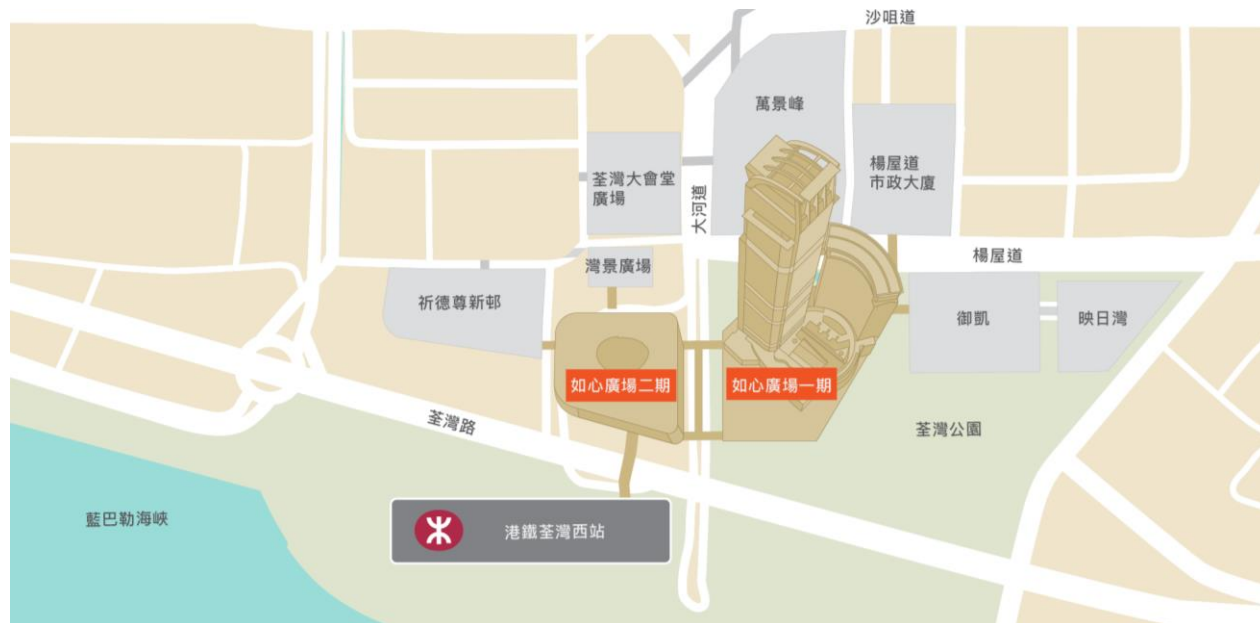 沙咀道
萬景峰
楊屋道
市政大廈
荃灣大會堂
廣場
大河道
楊屋道
灣景廣場
祈德尊新邨
御凱
映日灣
如心廣場二期
如心廣場一期
荃灣路
荃灣公園
藍巴勒海峽
港鐵荃灣西站